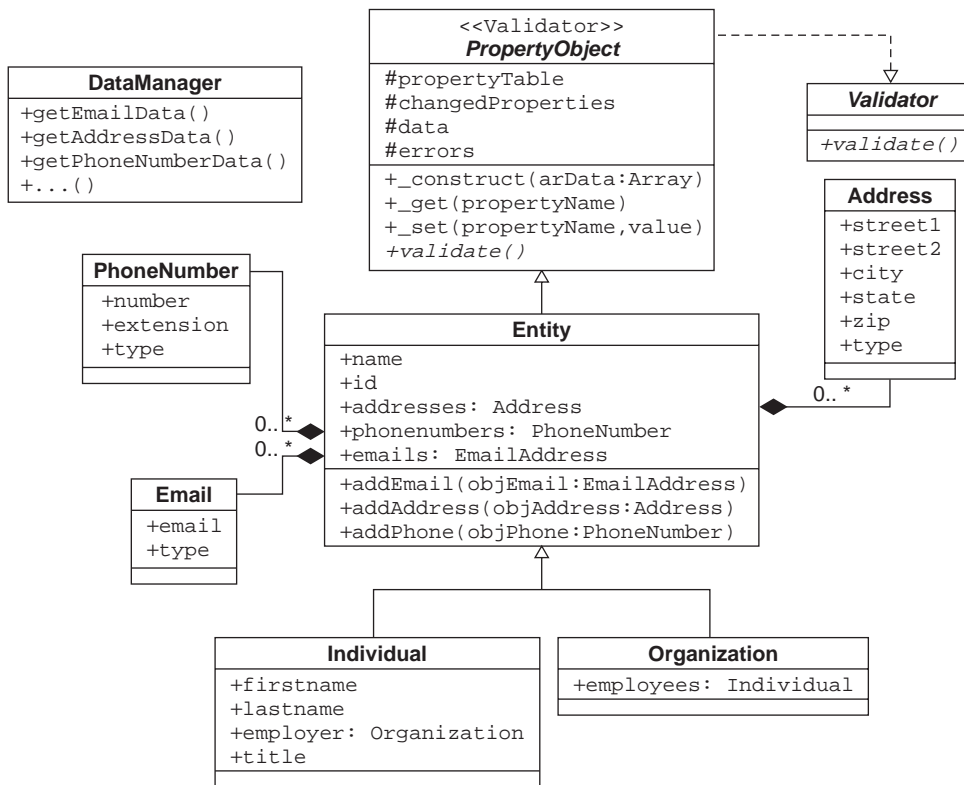 <<Validator>>
PropertyObject
#propertyTable
#changedProperties
#data
#errors
+_construct(arData:Array)
+_get(propertyName)
+_set(propertyName,value)
+validate()
DataManager
+getEmailData()
+getAddressData()
+getPhoneNumberData()
+...()
Validator
+validate()
Address
+street1
+street2
+city
+state
+zip
+type
0.. *
PhoneNumber
+number
+extension
+type
0.. *
0.. *
Entity
+name
+id
+addresses: Address
+phonenumbers: PhoneNumber
+emails: EmailAddress
+addEmail(objEmail:EmailAddress)
+addAddress(objAddress:Address)
+addPhone(objPhone:PhoneNumber)
Email
+email
+type
Individual
+firstname
+lastname
+employer: Organization
+title
Organization
+employees: Individual